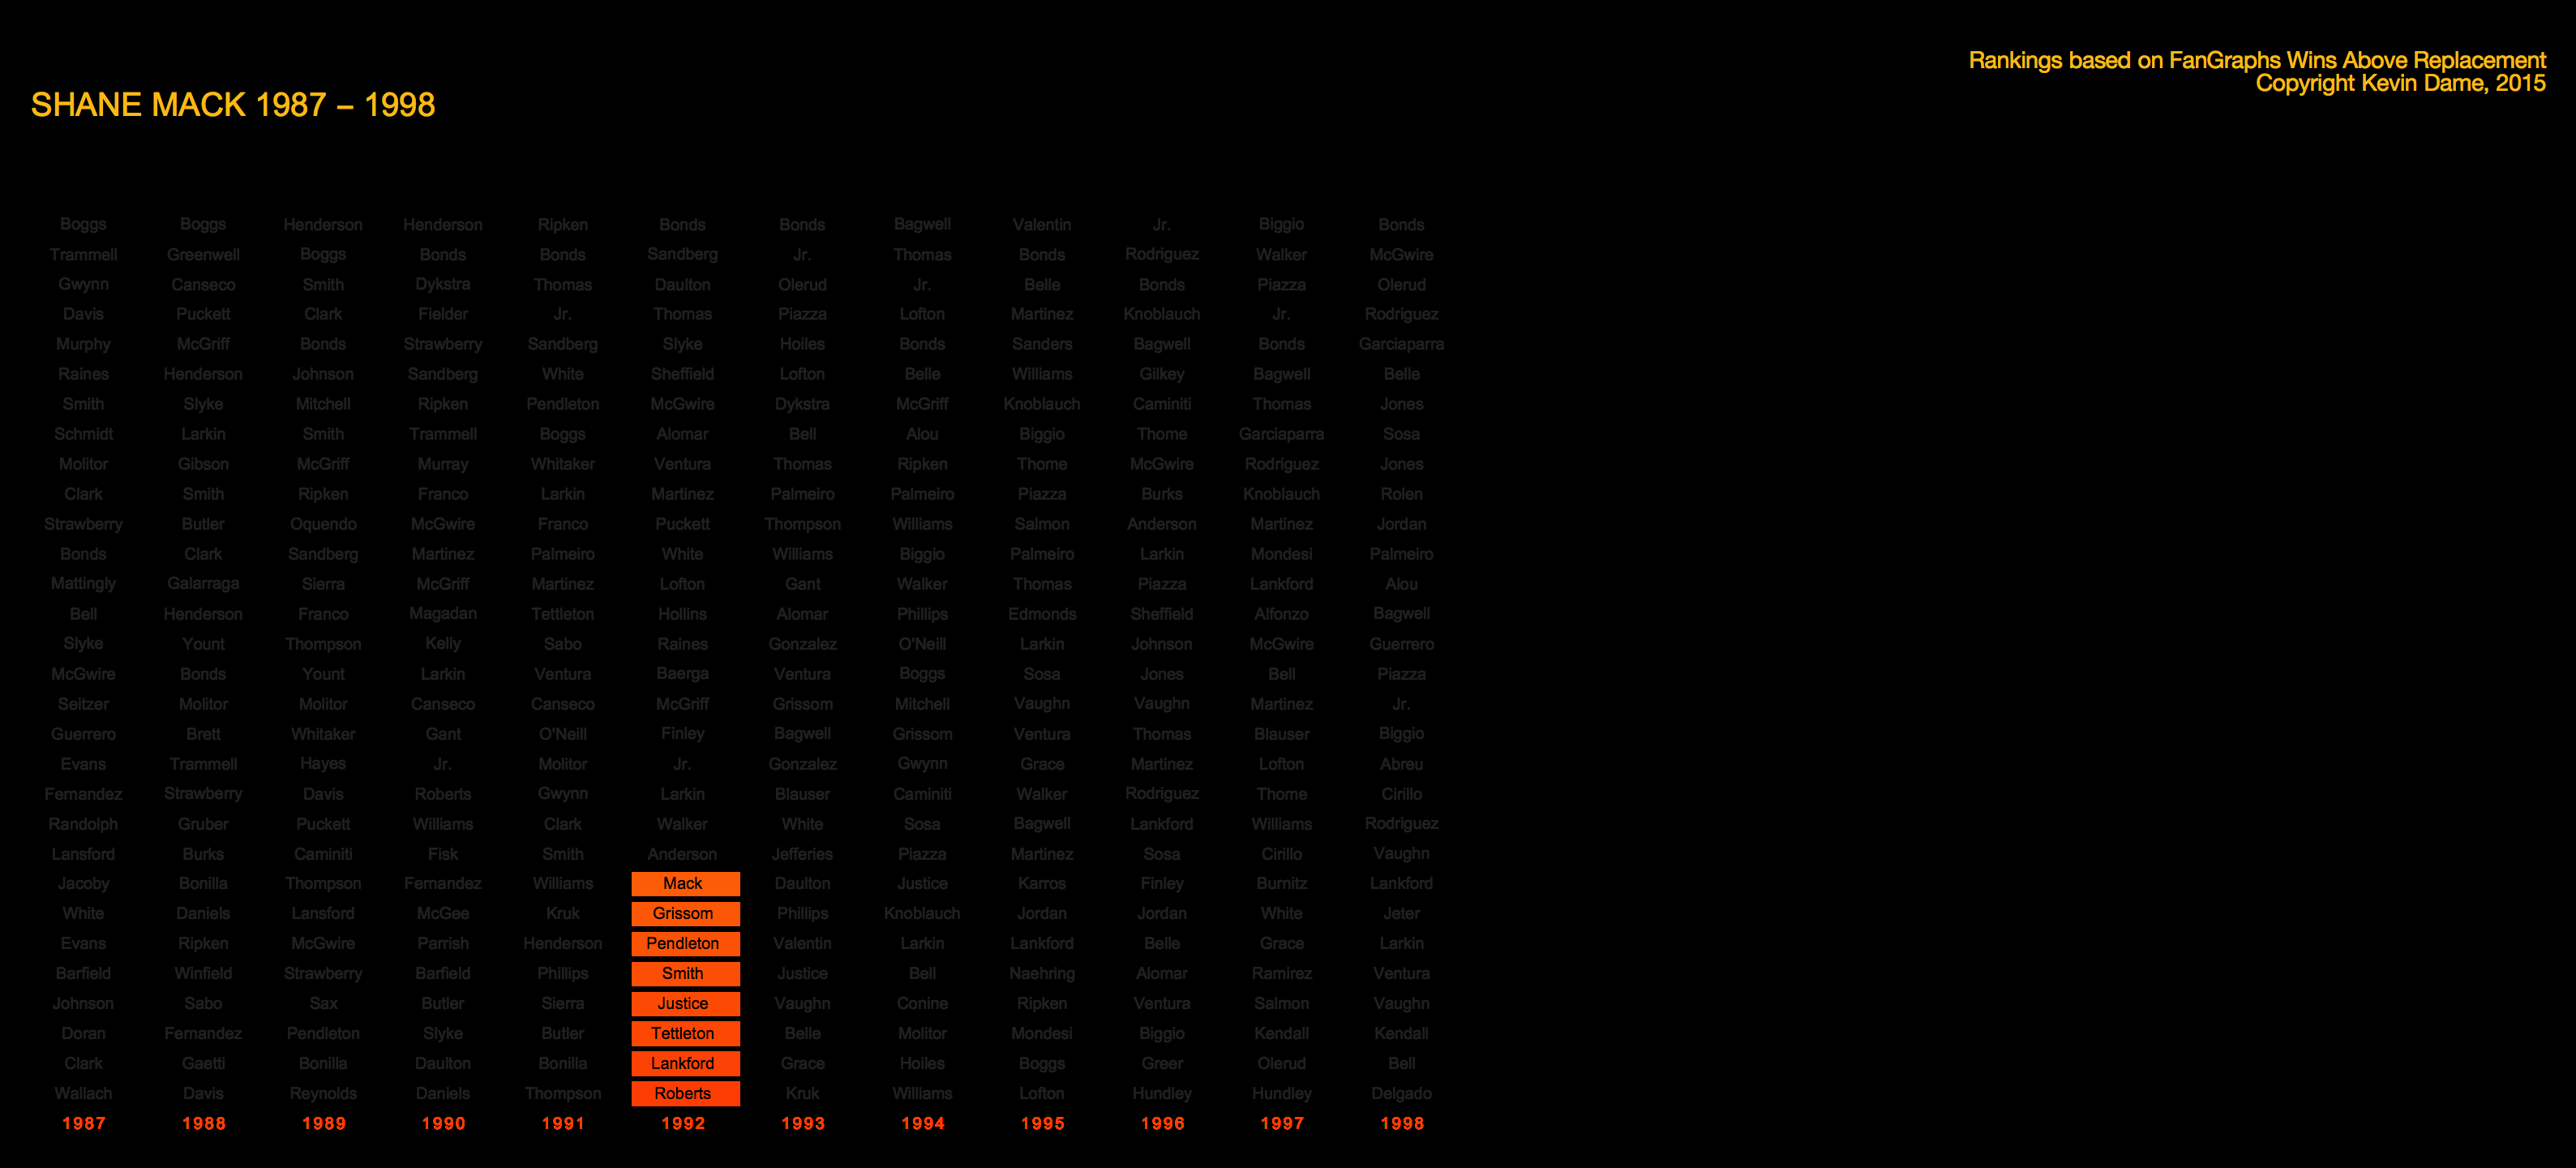 Rankings based on FanGraphs Wins Above Replacement
Copyright Kevin Dame, 2015
SHANE MACK 1987 – 1998
Boggs Boggs Henderson Henderson Ripken Bonds Bonds Bagwell Valentin Jr. Biggio Bonds
Trammell Greenwell Boggs Bonds Bonds Sandberg Jr. Thomas Bonds Rodriguez Walker McGwire
Gwynn Canseco Smith Dykstra Thomas Daulton Olerud Jr. Belle Bonds Piazza Olerud
Davis Puckett Clark Fielder Jr. Thomas Piazza Lofton Martinez Knoblauch Jr. Rodriguez
Murphy McGriff Bonds Strawberry Sandberg Slyke Hoiles Bonds Sanders Bagwell Bonds Garciaparra
Raines Henderson Johnson Sandberg White Sheffield Lofton Belle Williams Gilkey Bagwell Belle
Smith Slyke Mitchell Ripken Pendleton McGwire Dykstra McGriff Knoblauch Caminiti Thomas Jones
Schmidt Larkin Smith Trammell Boggs Alomar Bell Alou Biggio Thome Garciaparra Sosa
Molitor Gibson McGriff Murray Whitaker Ventura Thomas Ripken Thome McGwire Rodriguez Jones
Clark Smith Ripken Franco Larkin Martinez Palmeiro Palmeiro Piazza Burks Knoblauch Rolen
Strawberry Butler Oquendo McGwire Franco Puckett Thompson Williams Salmon Anderson Martinez Jordan
Bonds Clark Sandberg Martinez Palmeiro White Williams Biggio Palmeiro Larkin Mondesi Palmeiro
Mattingly Galarraga Sierra McGriff Martinez Lofton Gant Walker Thomas Piazza Lankford Alou
Bell Henderson Franco Magadan Tettleton Hollins Alomar Phillips Edmonds Sheffield Alfonzo Bagwell
Slyke Yount Thompson Kelly Sabo Raines Gonzalez O'Neill Larkin Johnson McGwire Guerrero
McGwire Bonds Yount Larkin Ventura Baerga Ventura Boggs Sosa Jones Bell Piazza
Seitzer Molitor Molitor Canseco Canseco McGriff Grissom Mitchell Vaughn Vaughn Martinez Jr.
Guerrero Brett Whitaker Gant O'Neill Finley Bagwell Grissom Ventura Thomas Blauser Biggio
Evans Trammell Hayes Jr. Molitor Jr. Gonzalez Gwynn Grace Martinez Lofton Abreu
Fernandez Strawberry Davis Roberts Gwynn Larkin Blauser Caminiti Walker Rodriguez Thome Cirillo
Randolph Gruber Puckett Williams Clark Walker White Sosa Bagwell Lankford Williams Rodriguez
Lansford Burks Caminiti Fisk Smith Anderson Jefferies Piazza Martinez Sosa Cirillo Vaughn
Jacoby Bonilla Thompson Fernandez Williams Mack Daulton Justice Karros Finley Burnitz Lankford
White Daniels Lansford McGee Kruk Grissom Phillips Knoblauch Jordan Jordan White Jeter
Evans Ripken McGwire Parrish Henderson Pendleton Valentin Larkin Lankford Belle Grace Larkin
Barfield Winfield Strawberry Barfield Phillips Smith Justice Bell Naehring Alomar Ramirez Ventura
Johnson Sabo Sax Butler Sierra Justice Vaughn Conine Ripken Ventura Salmon Vaughn
Doran Fernandez Pendleton Slyke Butler Tettleton Belle Molitor Mondesi Biggio Kendall Kendall
Clark Gaetti Bonilla Daulton Bonilla Lankford Grace Hoiles Boggs Greer Olerud Bell
Wallach Davis Reynolds Daniels Thompson Roberts Kruk Williams Lofton Hundley Hundley Delgado
1987 1988 1989 1990 1991 1992 1993 1994 1995 1996 1997 1998